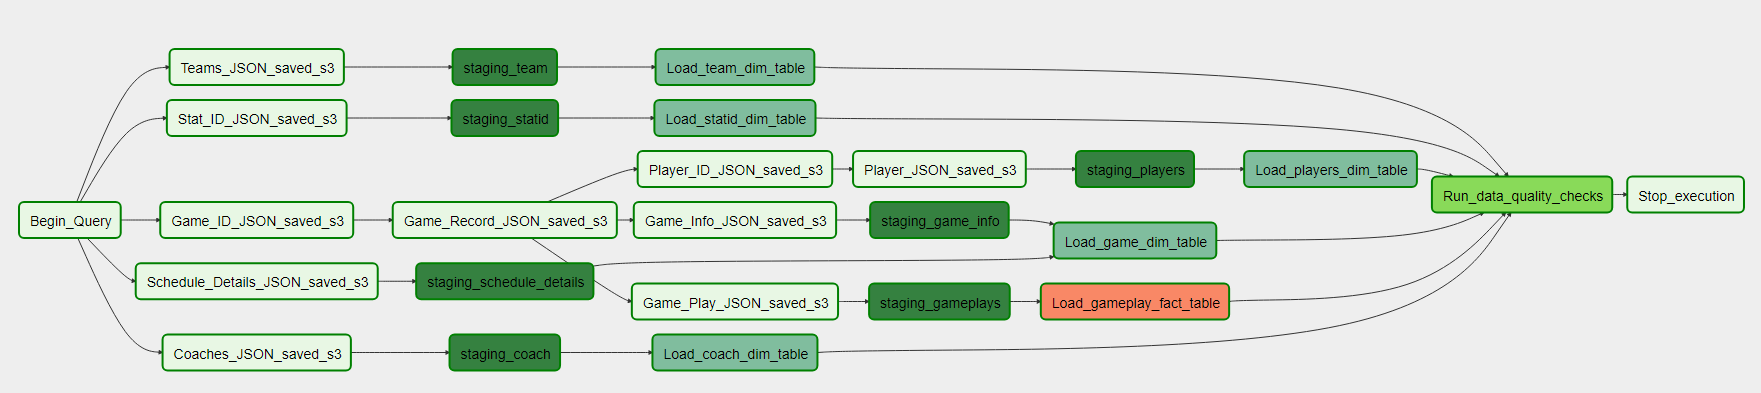 Teams_JSON_saved_s3
staging_team
Load_team_dim_table
Stat_ID_JSON_saved_s3
staging_statid
Load_statid_dim_table
Player_ID_JSON_saved_s3
Player_JSON_saved_s3
staging_players
Load_players_dim_table
Run_data_quality_checks
Stop_execution
Begin_Query
Game_ID_JSON_saved_s3
Game_Record_JSON_saved_s3
Game_Info_JSON_saved_s3
staging_game_info
Load_game_dim_table
Schedule_Details_JSON_saved_s3
staging_schedule_details
Game_Play_JSON_saved_s3
staging_gameplays
Load_gameplay_fact_table
Coaches_JSON_saved_s3
staging_coach
Load_coach_dim_table